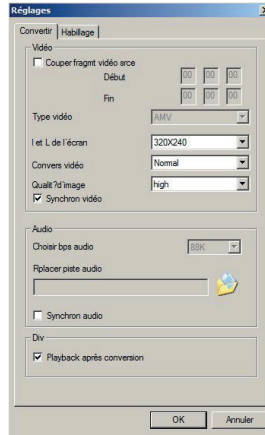 Réglages
Convertir Habillage
Vidéo
Couper fragmt vidéo srce
Début 00 00 00
Fin 00 00 00
Type vidéo AMV
l et L de l'écran 320X240
Convers vidéo Normal
Qualit?d'image high
Synchron vidéo
Audio
Choisir bps audio 88K
Rplacer piste audio
Synchron audio
Div
Playback après conversion
OK Annuler